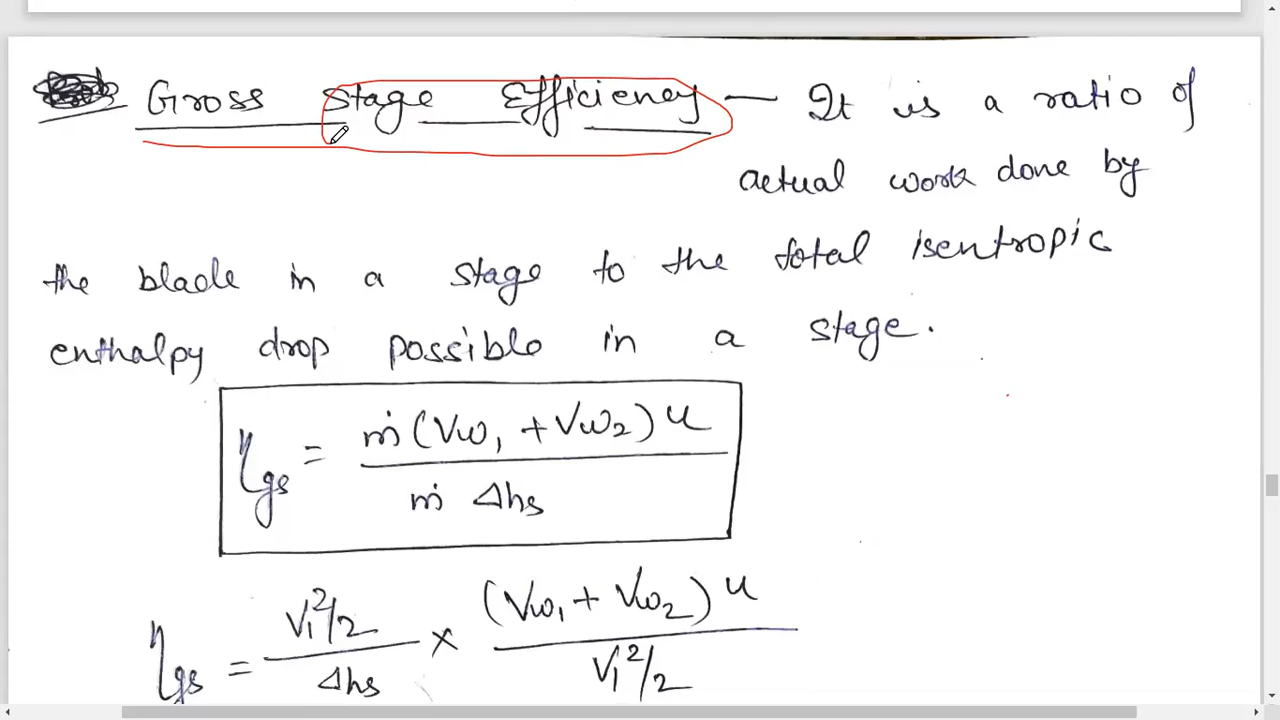 Gross Stage Efficiency — It is a ratio of
actual work done by
the blade in a stage to the total isentropic
enthalpy drop possible in a stage.
ηgs = ṁ(Vw₁ + Vw₂) u / ṁ Δhs
ηgs = V₁²/2 / Δhs × (Vw₁ + Vw₂) u / V₁²/2